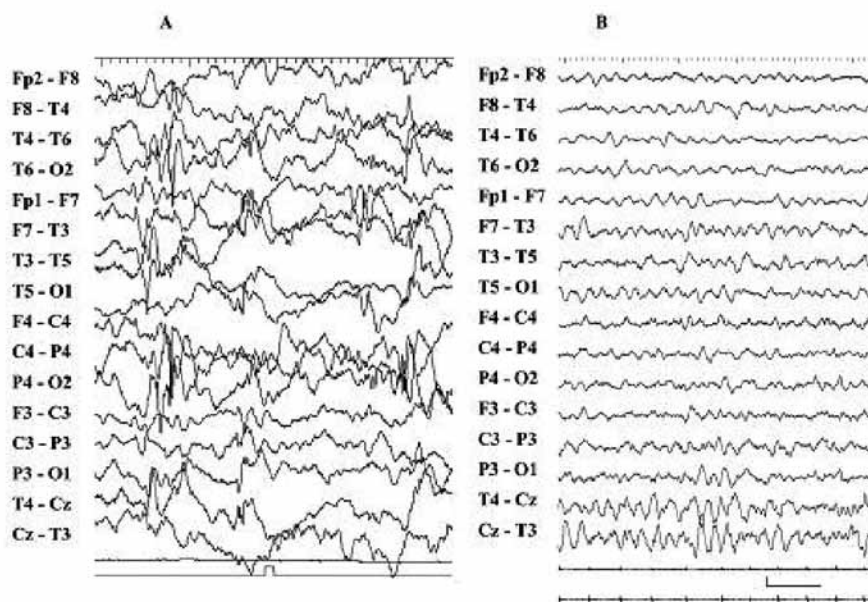 A
Fp2 - F8
F8 - T4
T4 - T6
T6 - O2
Fp1 - F7
F7 - T3
T3 - T5
T5 - O1
F4 - C4
C4 - P4
P4 - O2
F3 - C3
C3 - P3
P3 - O1
T4 - Cz
Cz - T3
B
Fp2 - F8
F8 - T4
T4 - T6
T6 - O2
Fp1 - F7
F7 - T3
T3 - T5
T5 - O1
F4 - C4
C4 - P4
P4 - O2
F3 - C3
C3 - P3
P3 - O1
T4 - Cz
Cz - T3